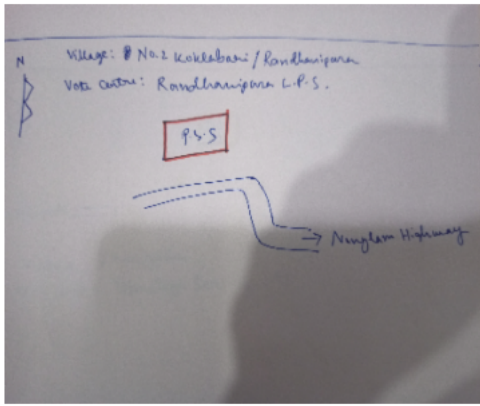 N
Village: No.2 Koklabari/Randhanipara
Vote Centre: Randhanipara L.P.S.
P.S.S
Nonglam Highway